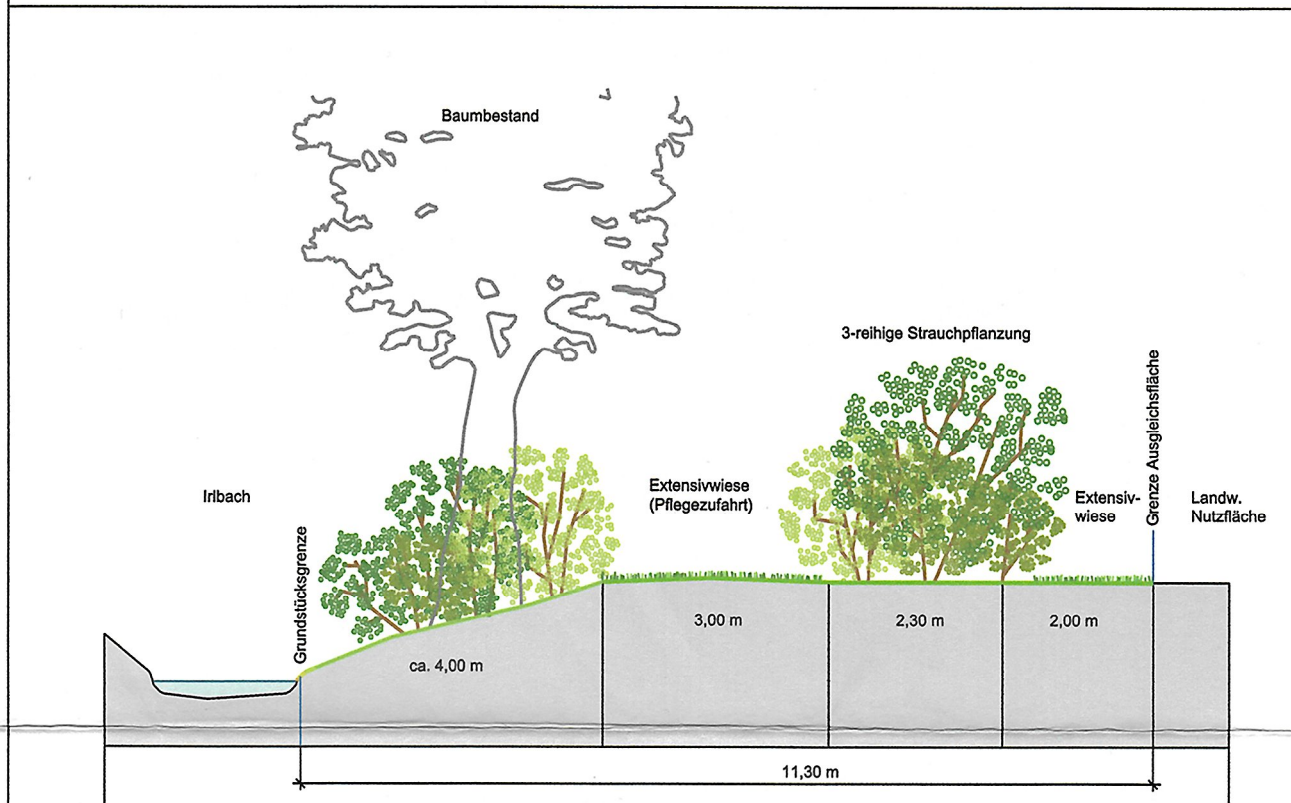 Baumbestand
3-reihige Strauchpflanzung
Irlbach
Grundstücksgrenze
Extensivwiese
(Pflegezufahrt)
Extensiv-
wiese
Grenze Ausgleichsfläche
Landw.
Nutzfläche
ca. 4,00 m
3,00 m
2,30 m
2,00 m
11,30 m